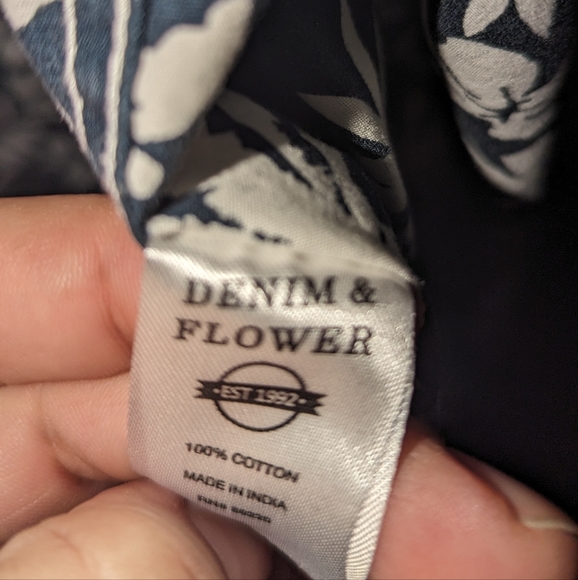 DENIM &
FLOWER
EST 1992
100% COTTON
MADE IN INDIA